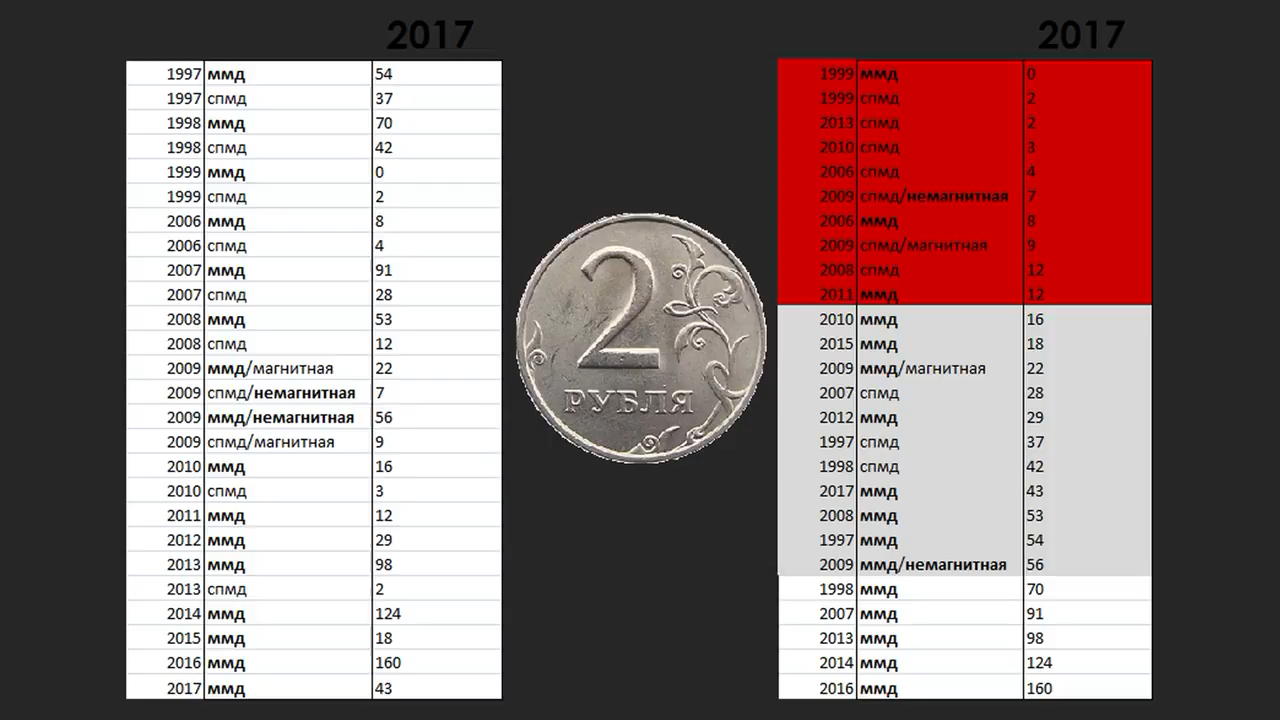 2017
1997 ммд 54
1997 спмд 37
1998 ммд 70
1998 спмд 42
1999 ммд 0
1999 спмд 2
2006 ммд 8
2006 спмд 4
2007 ммд 91
2007 спмд 28
2008 ммд 53
2008 спмд 12
2009 ммд/магнитная 22
2009 спмд/немагнитная 7
2009 ммд/немагнитная 56
2009 спмд/магнитная 9
2010 ммд 16
2010 спмд 3
2011 ммд 12
2012 ммд 29
2013 ммд 98
2013 спмд 2
2014 ммд 124
2015 ммд 18
2016 ммд 160
2017 ммд 43
2
РУБЛЯ
2017
1999 ммд 0
1999 спмд 2
2013 спмд 2
2010 спмд 3
2006 спмд 4
2009 спмд/немагнитная 7
2006 ммд 8
2009 спмд/магнитная 9
2008 спмд 12
2011 ммд 12
2010 ммд 16
2015 ммд 18
2009 ммд/магнитная 22
2007 спмд 28
2012 ммд 29
1997 спмд 37
1998 спмд 42
2017 ммд 43
2008 ммд 53
1997 ммд 54
2009 ммд/немагнитная 56
1998 ммд 70
2007 ммд 91
2013 ммд 98
2014 ммд 124
2016 ммд 160